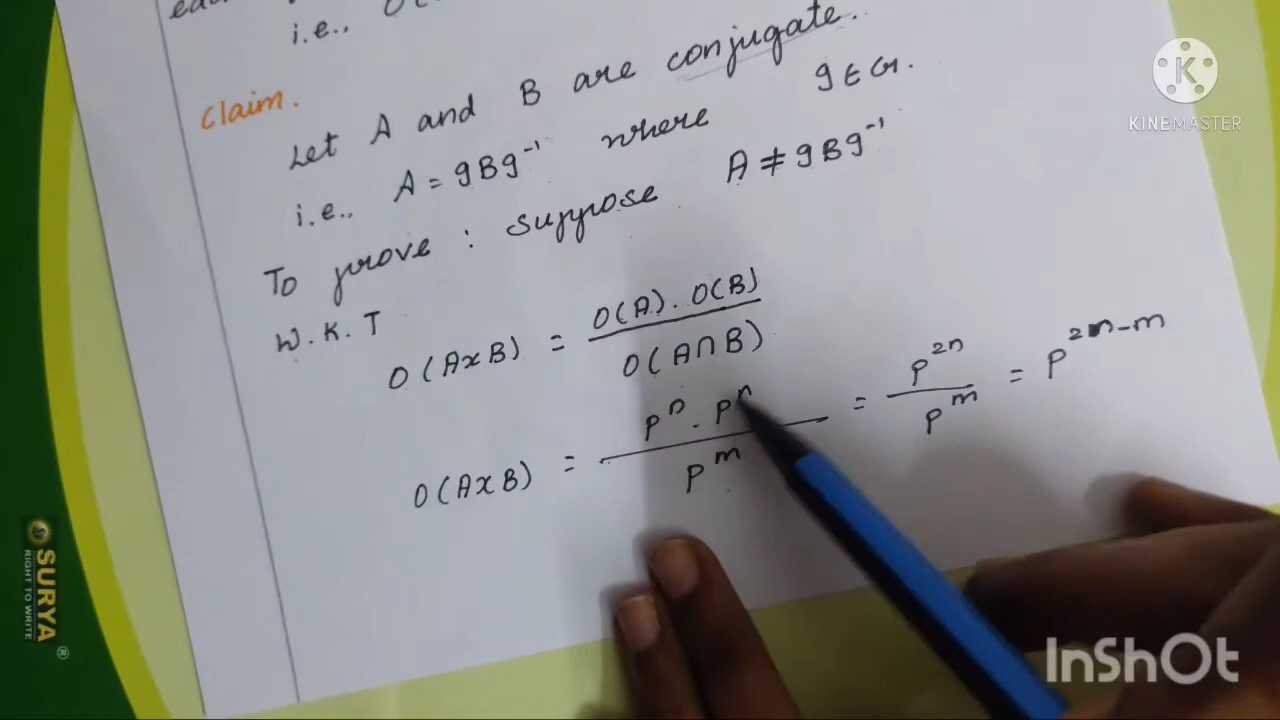 i.e.,
Claim.
Let A and B are conjugate.
i.e., A = gBg⁻¹ where g ∈ G.
To prove : suppose A ≠ gBg⁻¹
W.K.T
O(A×B) = O(A).O(B) / O(A∩B)
O(A×B) = pⁿ . pⁿ / pᵐ = p²ⁿ / pᵐ = p²ⁿ⁻ᵐ
KINEMASTER
SURYA
RIGHT TO WRITE
InShOt